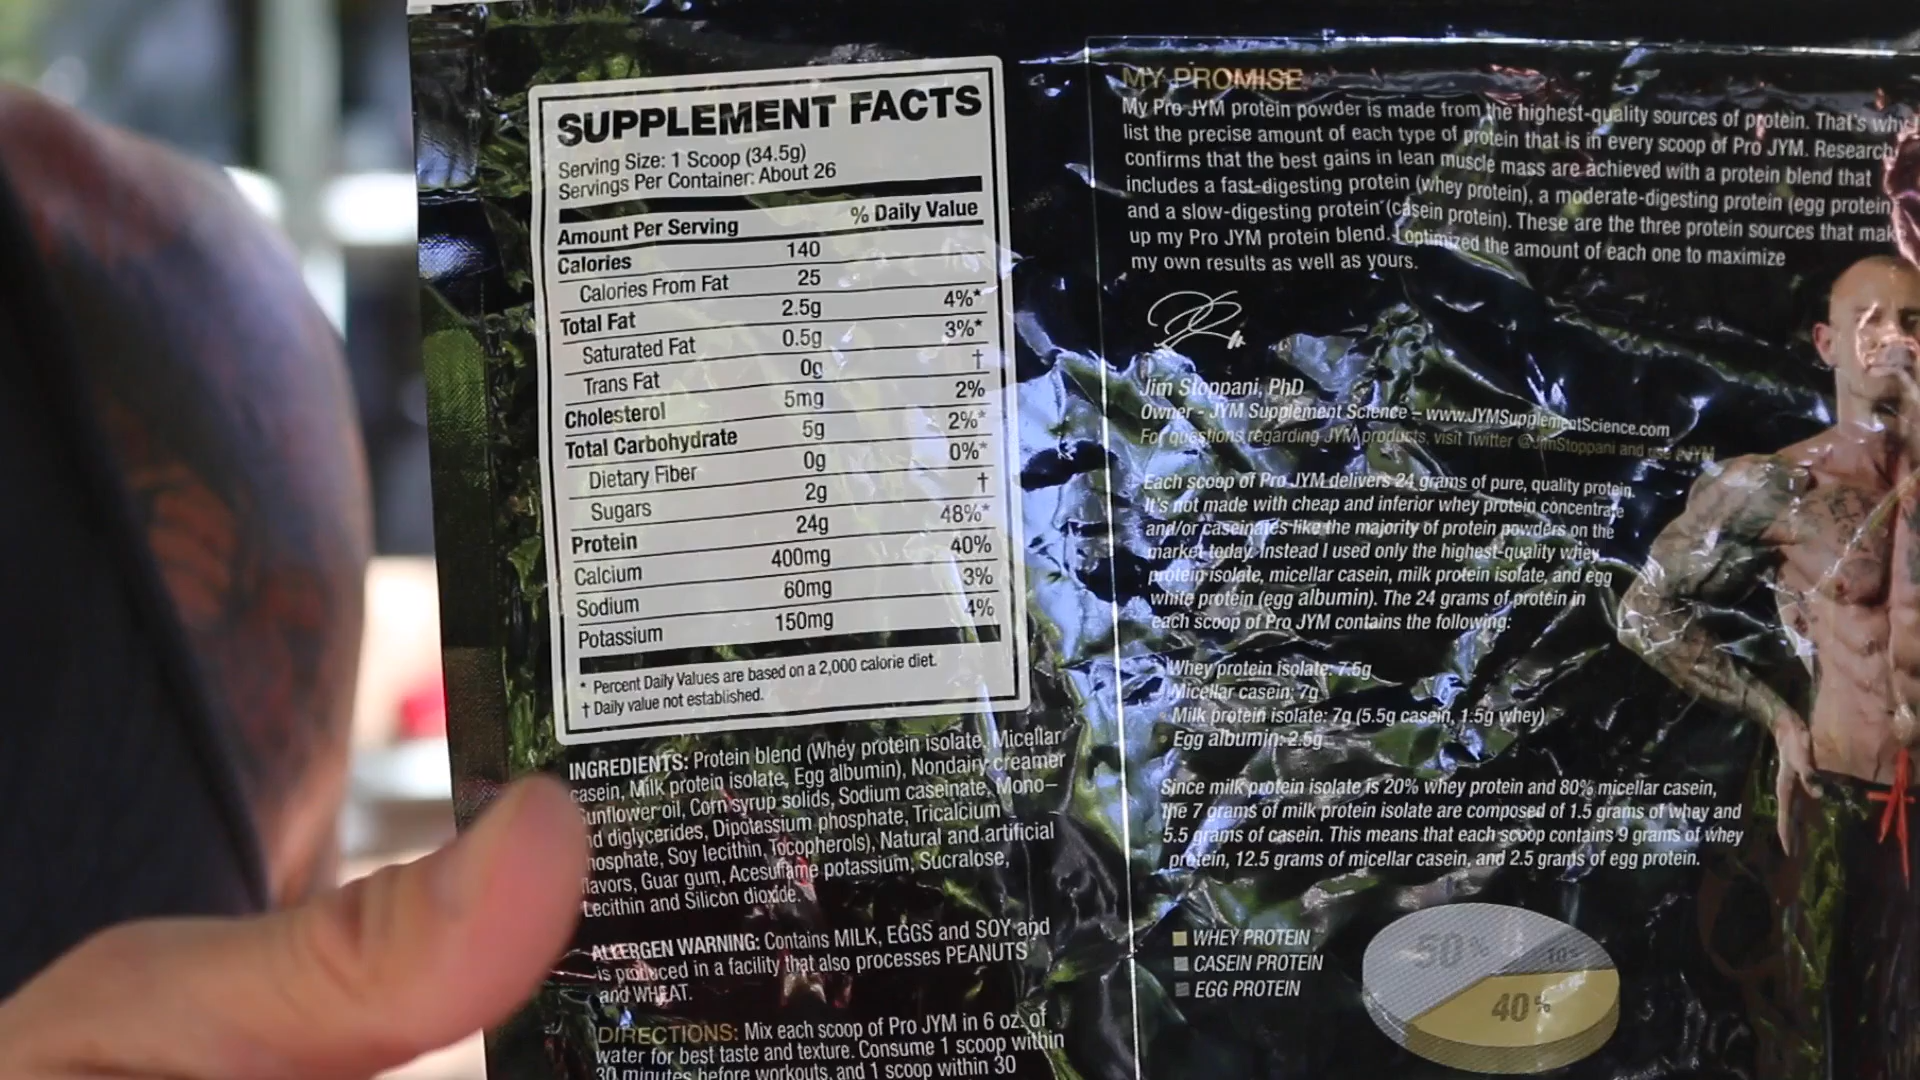 SUPPLEMENT FACTS
Serving Size: 1 Scoop (34.5g)
Servings Per Container: About 26
Amount Per Serving % Daily Value
Calories 140
Calories From Fat 25
Total Fat 2.5g 4%*
Saturated Fat 0.5g 3%*
Trans Fat 0g †
Cholesterol 5mg 2%
Total Carbohydrate 5g 2%*
Dietary Fiber 0g 0%*
Sugars 2g †
Protein 24g 48%*
Calcium 400mg 40%
Sodium 60mg 3%
Potassium 150mg 4%
* Percent Daily Values are based on a 2,000 calorie diet.
† Daily value not established.
INGREDIENTS: Protein blend (Whey protein isolate, Micellar
casein, Milk protein isolate, Egg albumin), Nondairy creamer
oil, Corn syrup solids, Sodium caseinate, Mono–
diglycerides, Dipotassium phosphate, Tricalcium
Soy lecithin, Tocopherols), Natural and artificial
Guar gum, Acesulfame potassium, Sucralose,
Lecithin and Silicon dioxide.
ALLERGEN WARNING: Contains MILK, EGGS and SOY and
is produced in a facility that also processes PEANUTS
and WHEAT.
DIRECTIONS: Mix each scoop of Pro JYM in 6 oz. of
water for best taste and texture. Consume 1 scoop within
30 minutes before workouts, and 1 scoop within 30
MY PROMISE
My Pro JYM protein powder is made from the highest-quality sources of protein. That's why I
list the precise amount of each type of protein that is in every scoop of Pro JYM. Research
confirms that the best gains in lean muscle mass are achieved with a protein blend that
includes a fast-digesting protein (whey protein), a moderate-digesting protein (egg protein)
and a slow-digesting protein (casein protein). These are the three protein sources that
up my Pro JYM protein blend. I optimized the amount of each one to maximize
my own results as well as yours.
Jim Stoppani, PhD
Owner - JYM Supplement Science – www.JYMSupplementScience.com
For questions regarding JYM products, visit Twitter @JimStoppani and use #JYM
Each scoop of Pro JYM delivers 24 grams of pure, quality protein.
It's not made with cheap and inferior whey protein concentrate
and/or caseinates like the majority of protein powders on the
market today. Instead I used only the highest-quality whey
protein isolate, micellar casein, milk protein isolate, and egg
white protein (egg albumin). The 24 grams of protein in
each scoop of Pro JYM contains the following:
Whey protein isolate: 7.5g
Micellar casein: 7g
Milk protein isolate: 7g (5.5g casein, 1.5g whey)
Egg albumin: 2.5g
Since milk protein isolate is 20% whey protein and 80% micellar casein,
the 7 grams of milk protein isolate are composed of 1.5 grams of whey and
5.5 grams of casein. This means that each scoop contains 9 grams of whey
protein, 12.5 grams of micellar casein, and 2.5 grams of egg protein.
WHEY PROTEIN
CASEIN PROTEIN
EGG PROTEIN
50% 10%
40%